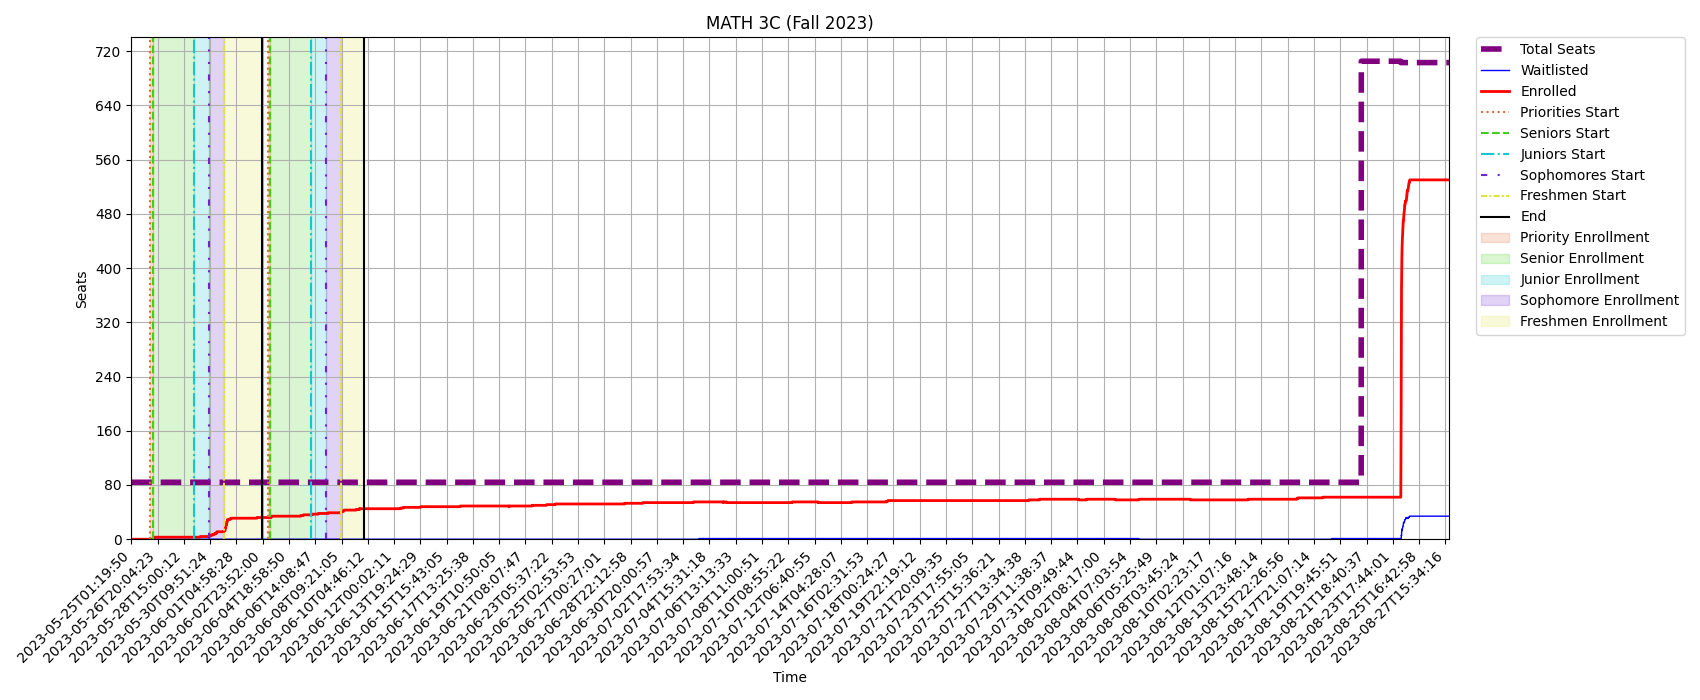 MATH 3C (Fall 2023)
Seats
720
640
560
480
400
320
240
160
80
0
2023-05-25T01:19:50
2023-05-26T20:04:23
2023-05-28T15:00:12
2023-05-30T09:51:24
2023-06-01T04:58:28
2023-06-02T23:52:00
2023-06-04T18:58:50
2023-06-06T14:08:47
2023-06-08T09:21:05
2023-06-10T04:46:12
2023-06-12T00:02:11
2023-06-13T19:24:29
2023-06-15T15:43:05
2023-06-17T13:25:38
2023-06-19T10:50:05
2023-06-21T08:07:47
2023-06-23T05:37:22
2023-06-25T02:53:53
2023-06-27T00:27:01
2023-06-28T22:12:58
2023-06-30T20:00:57
2023-07-02T17:53:34
2023-07-04T15:31:18
2023-07-06T13:13:33
2023-07-08T11:00:51
2023-07-10T08:55:22
2023-07-12T06:40:55
2023-07-14T04:28:07
2023-07-16T02:31:53
2023-07-18T00:24:27
2023-07-19T22:19:12
2023-07-21T20:09:35
2023-07-23T17:55:05
2023-07-25T15:36:21
2023-07-27T13:34:38
2023-07-29T11:38:37
2023-07-31T09:49:44
2023-08-02T08:17:00
2023-08-04T07:03:54
2023-08-06T05:25:49
2023-08-08T03:45:24
2023-08-10T02:23:17
2023-08-12T01:07:16
2023-08-13T23:48:14
2023-08-15T22:26:56
2023-08-17T21:07:14
2023-08-19T19:45:51
2023-08-21T18:40:37
2023-08-23T17:44:01
2023-08-25T16:42:58
2023-08-27T15:34:16
Time
Total Seats
Waitlisted
Enrolled
Priorities Start
Seniors Start
Juniors Start
Sophomores Start
Freshmen Start
End
Priority Enrollment
Senior Enrollment
Junior Enrollment
Sophomore Enrollment
Freshmen Enrollment